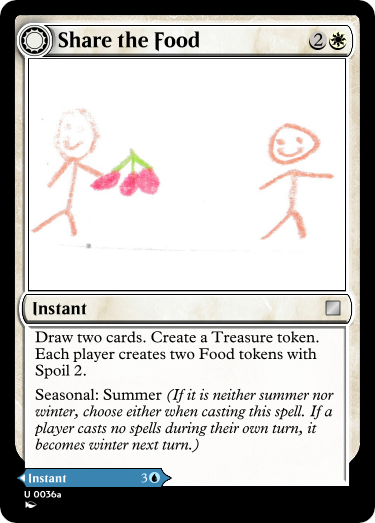 Share the Food 2
Instant
Draw two cards. Create a Treasure token.
Each player creates two Food tokens with
Spoil 2.
Seasonal: Summer (If it is neither summer nor
winter, choose either when casting this spell. If a
player casts no spells during their own turn, it
becomes winter next turn.)
Instant 3
U 0036a